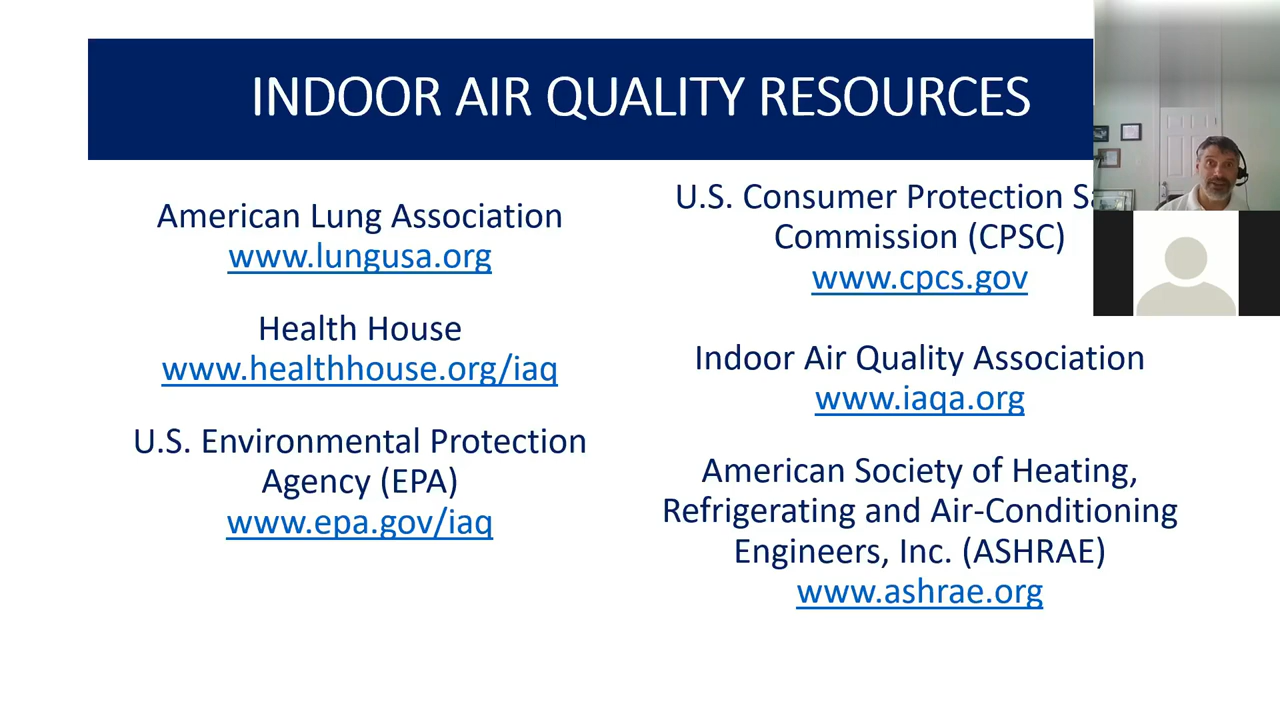 INDOOR AIR QUALITY RESOURCES
American Lung Association
www.lungusa.org
Health House
www.healthhouse.org/iaq
U.S. Environmental Protection
Agency (EPA)
www.epa.gov/iaq
U.S. Consumer Protection
Commission (CPSC)
www.cpcs.gov
Indoor Air Quality Association
www.iaqa.org
American Society of Heating,
Refrigerating and Air-Conditioning
Engineers, Inc. (ASHRAE)
www.ashrae.org